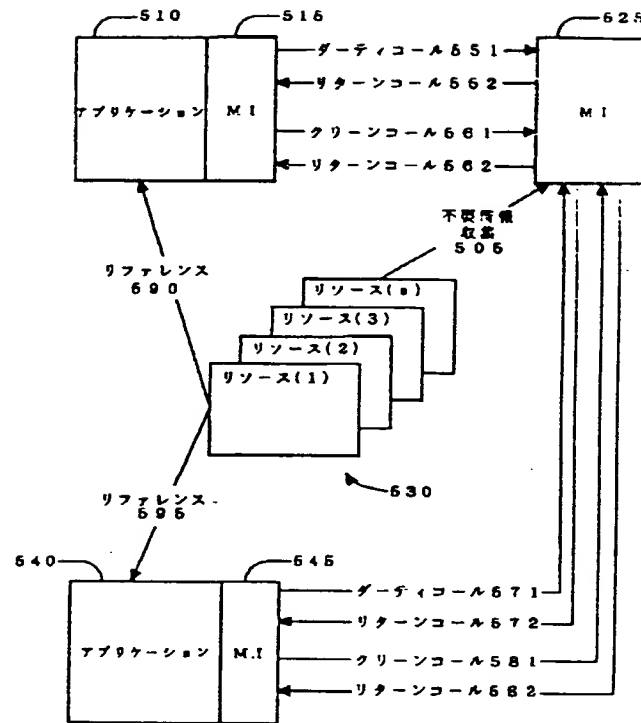 510
515
525
アプリケーション
MI
ダーティコール551
リターンコール552
クリーンコール561
リターンコール562
MI
不要情報
収集
505
リファレンス
590
リソース(n)
リソース(3)
リソース(2)
リソース(1)
530
リファレンス
595
540
545
アプリケーション
M.I
ダーティコール571
リターンコール572
クリーンコール581
リターンコール582